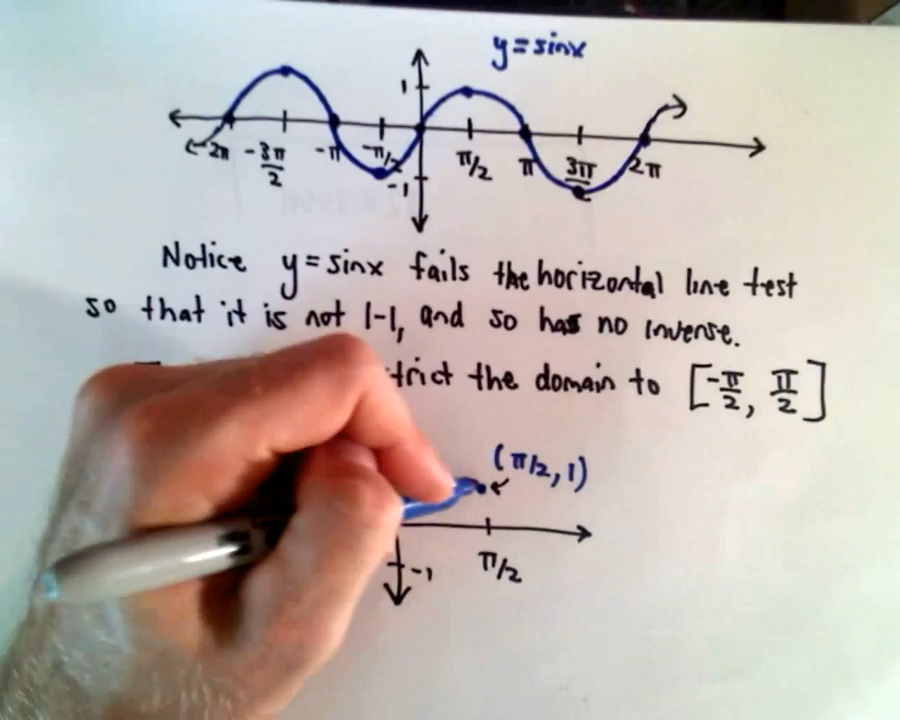 y = sinx
1
-2π -3π/2 -π -π/2 π/2 π 3π/2 2π
-1
Notice y = sinx fails the horizontal line test
so that it is not 1-1, and so has no inverse.
the domain to [-π/2, π/2]
(π/2, 1)
-1 π/2